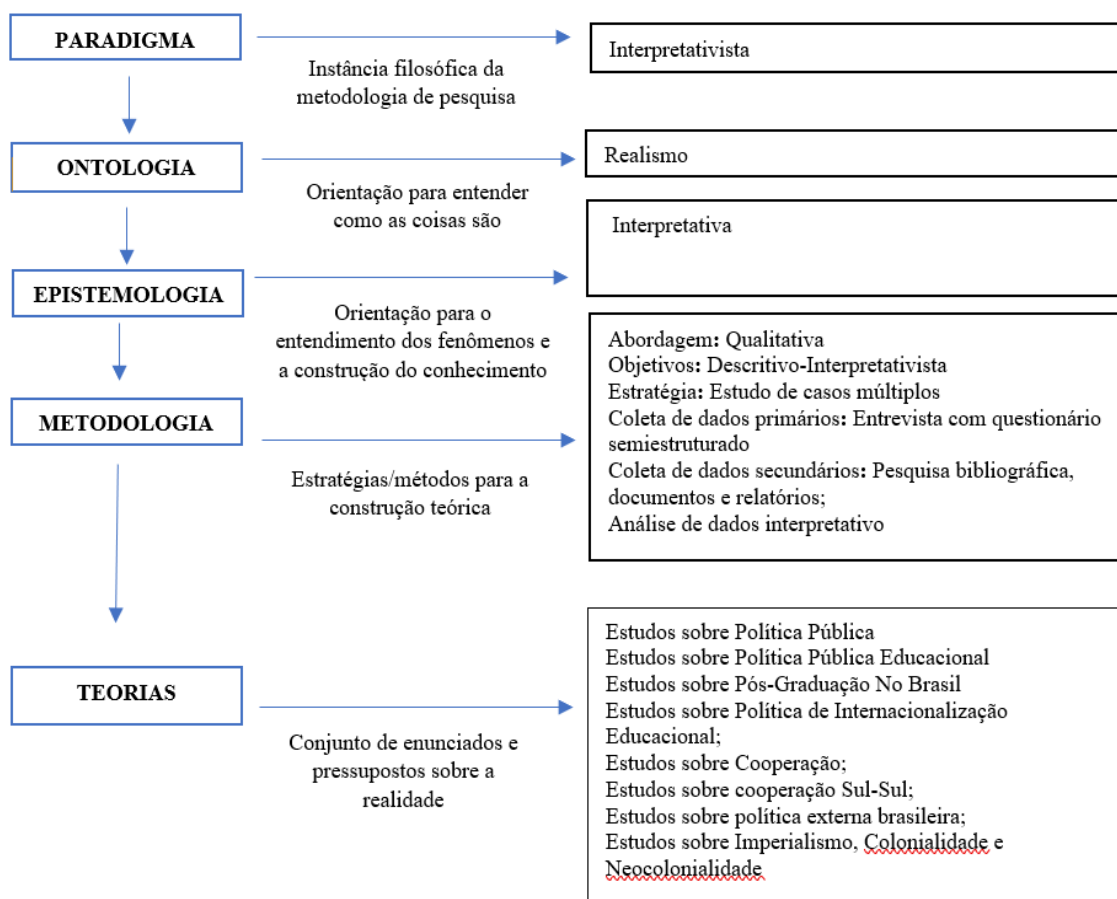 PARADIGMA
Instância filosófica da
metodologia de pesquisa
Interpretativista
ONTOLOGIA
Orientação para entender
como as coisas são
Realismo
EPISTEMOLOGIA
Orientação para o
entendimento dos fenômenos e
a construção do conhecimento
Interpretativa
METODOLOGIA
Estratégias/métodos para a
construção teórica
Abordagem: Qualitativa
Objetivos: Descritivo-Interpretativista
Estratégia: Estudo de casos múltiplos
Coleta de dados primários: Entrevista com questionário
semiestruturado
Coleta de dados secundários: Pesquisa bibliográfica,
documentos e relatórios;
Análise de dados interpretativo
TEORIAS
Conjunto de enunciados e
pressupostos sobre a
realidade
Estudos sobre Política Pública
Estudos sobre Política Pública Educacional
Estudos sobre Pós-Graduação No Brasil
Estudos sobre Política de Internacionalização
Educacional;
Estudos sobre Cooperação;
Estudos sobre cooperação Sul-Sul;
Estudos sobre política externa brasileira;
Estudos sobre Imperialismo, Colonialidade e
Neocolonialidade